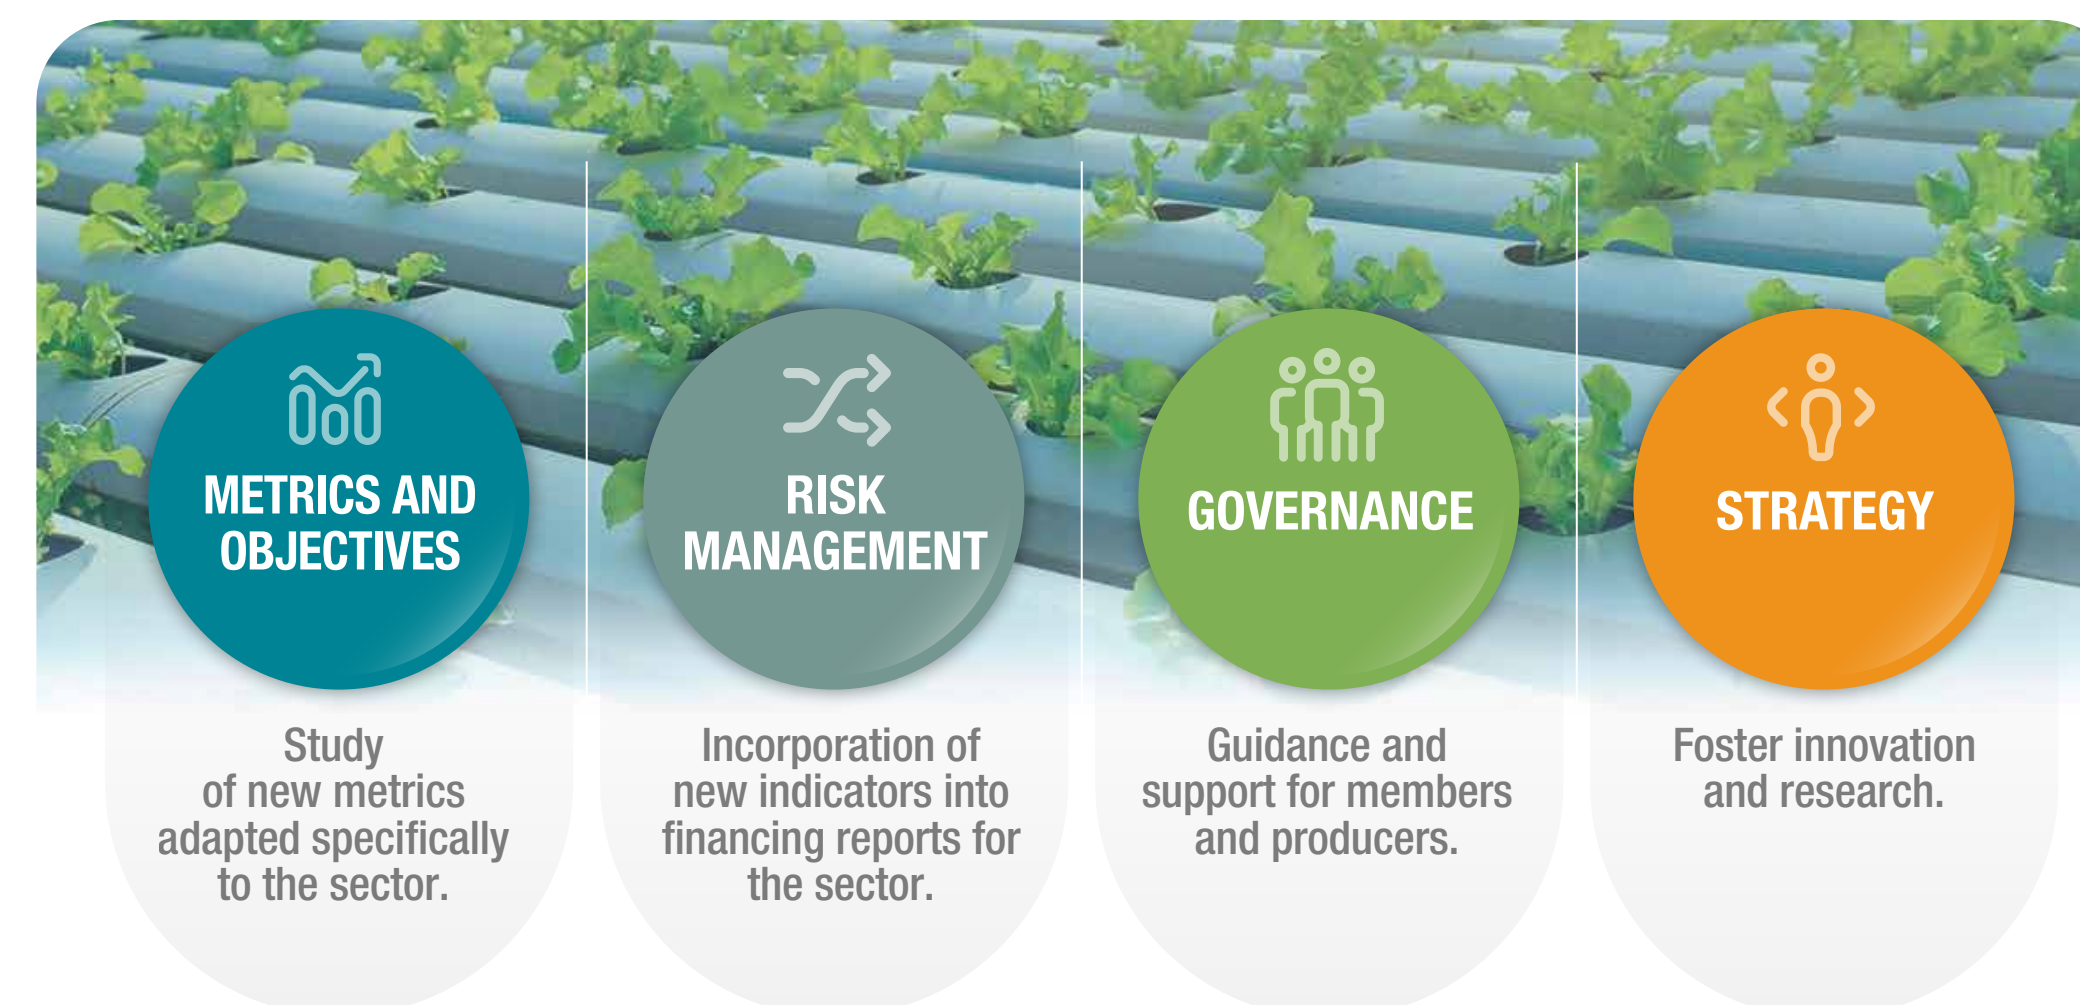 METRICS AND
OBJECTIVES
Study
of new metrics
adapted specifically
to the sector.
RISK
MANAGEMENT
Incorporation of
new indicators into
financing reports for
the sector.
GOVERNANCE
Guidance and
support for members
and producers.
STRATEGY
Foster innovation
and research.